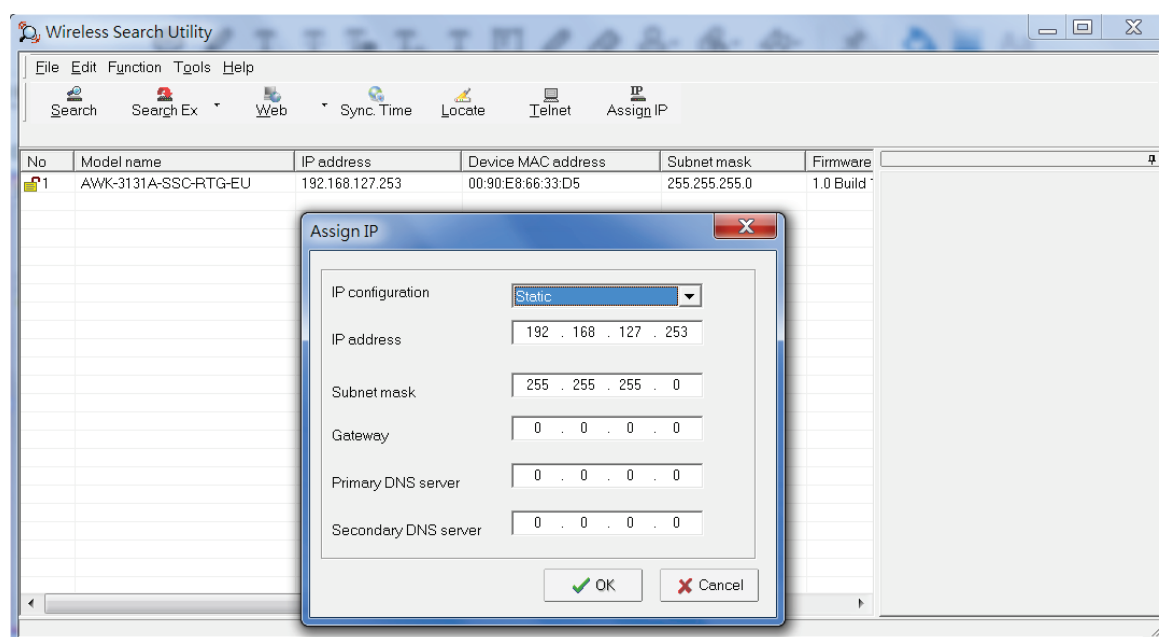 Wireless Search Utility
File Edit Function Tools Help
Search Search Ex Web Sync. Time Locate Telnet Assign IP
No Model name IP address Device MAC address Subnet mask Firmware
1 AWK-3131A-SSC-RTG-EU 192.168.127.253 00:90:E8:66:33:D5 255.255.255.0 1.0 Build
Assign IP
IP configuration Static
IP address 192 . 168 . 127 . 253
Subnet mask 255 . 255 . 255 . 0
Gateway 0 . 0 . 0 . 0
Primary DNS server 0 . 0 . 0 . 0
Secondary DNS server 0 . 0 . 0 . 0
OK Cancel